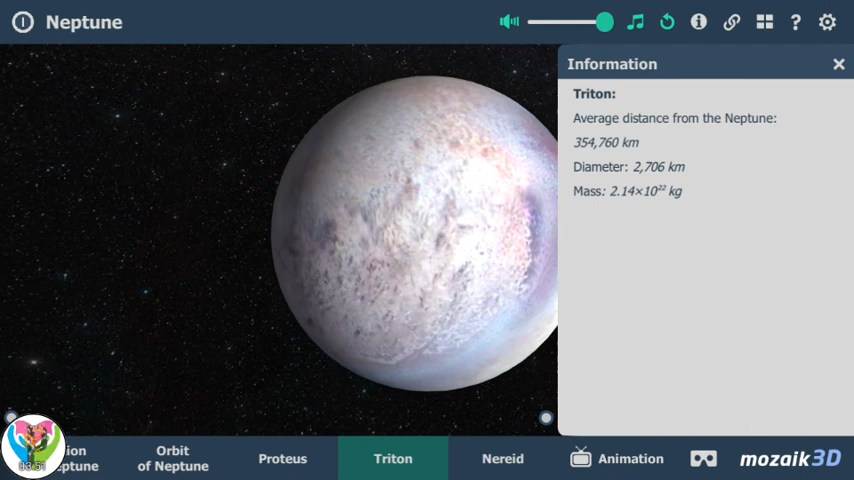 Neptune
Information
Triton:
Average distance from the Neptune:
354,760 km
Diameter: 2,706 km
Mass: 2.14×10²² kg
Orbit
of Neptune
Proteus
Triton
Nereid
Animation
mozaik3D